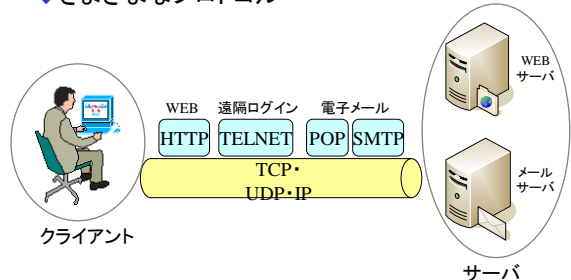 さまざまなプロトコル
WEB 遠隔ログイン 電子メール
HTTP TELNET POP SMTP
TCP・
UDP・IP
クライアント
WEB
サーバ
メール
サーバ
サーバ